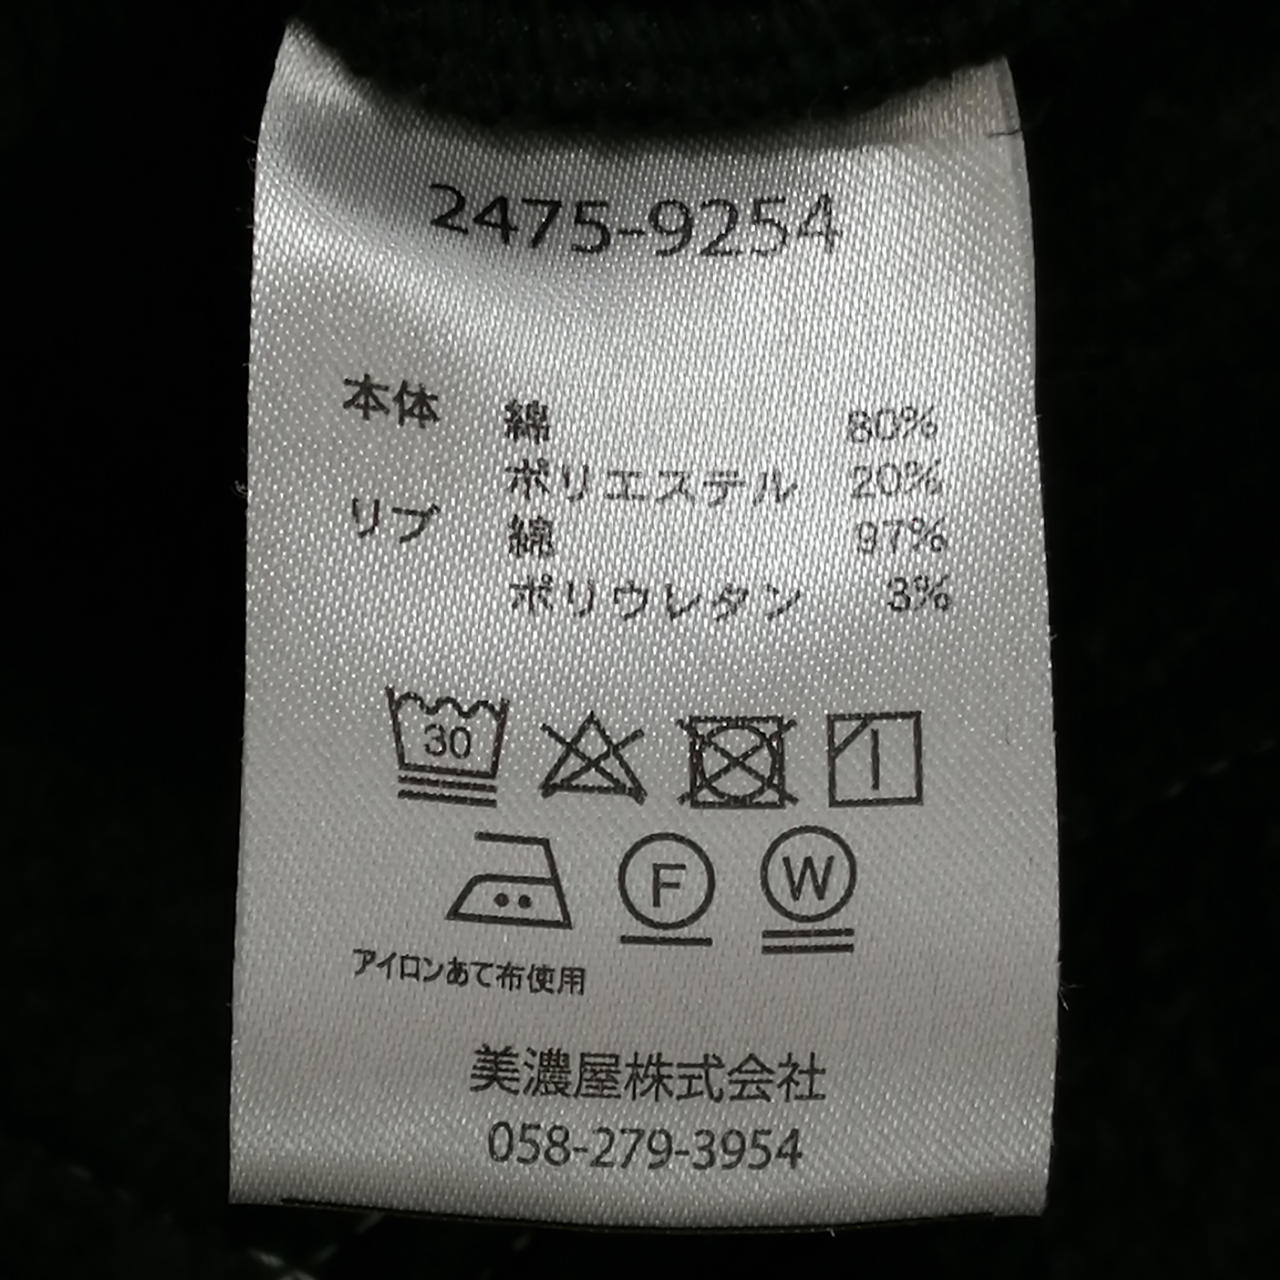 2475-9254
本体 綿 80%
ポリエステル 20%
リブ 綿 97%
ポリウレタン 3%
30
F W
アイロンあて布使用
美濃屋株式会社
058-279-3954